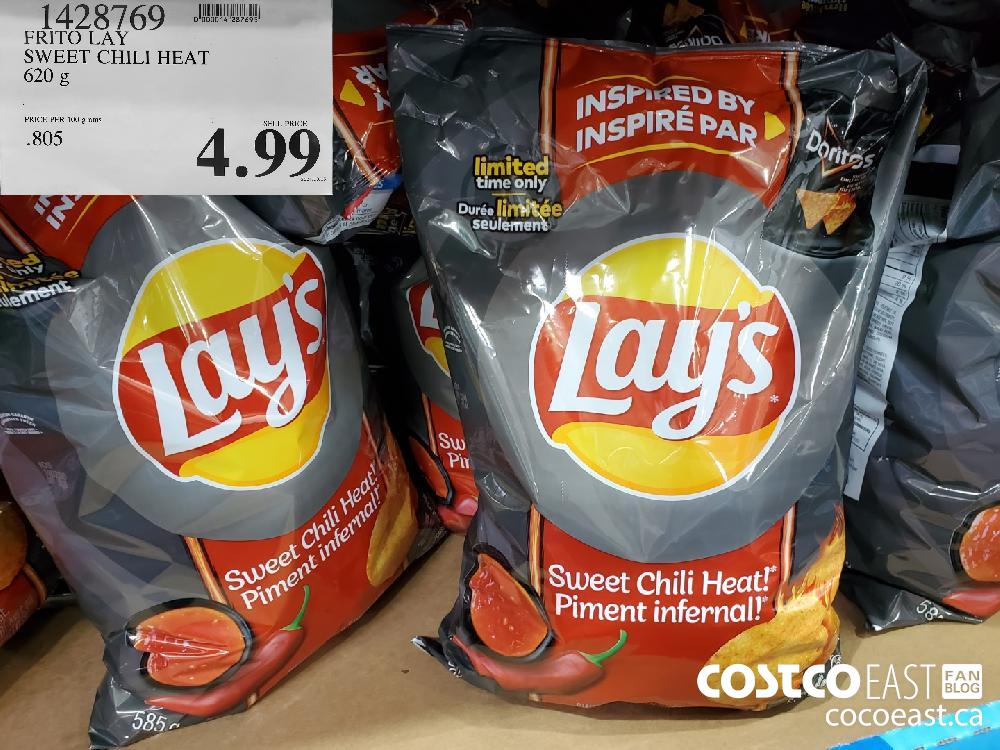 1428769
FRITO LAY
SWEET CHILI HEAT
620 g
PRICE PER 100 grams
.805
SELL PRICE
4.99
INSPIRED BY
INSPIRÉ PAR
Doritos
limited
time only
Durée limitée
seulement
Lay's
Sweet Chili Heat!*
Piment infernal!*
Lay's
Sweet Chili Heat!*
Piment infernal!*
585g
COSTCO EAST FAN BLOG
cocoeast.ca